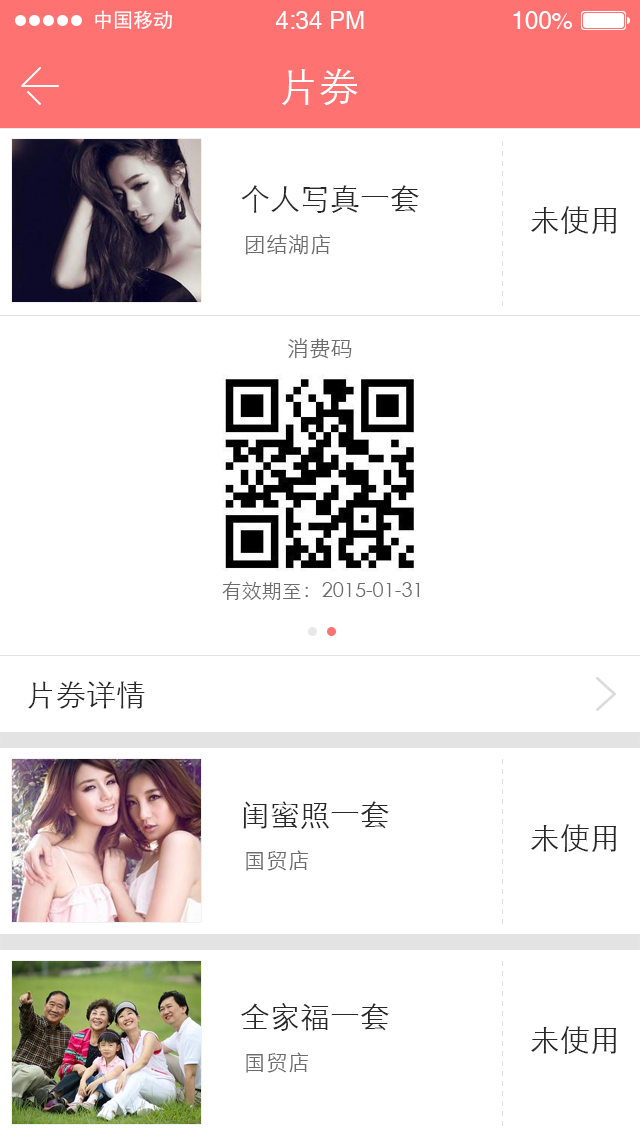 中国移动 4:34 PM 100%
片券
个人写真一套
团结湖店
未使用
消费码
有效期至：2015-01-31
片券详情
闺蜜照一套
国贸店
未使用
全家福一套
国贸店
未使用